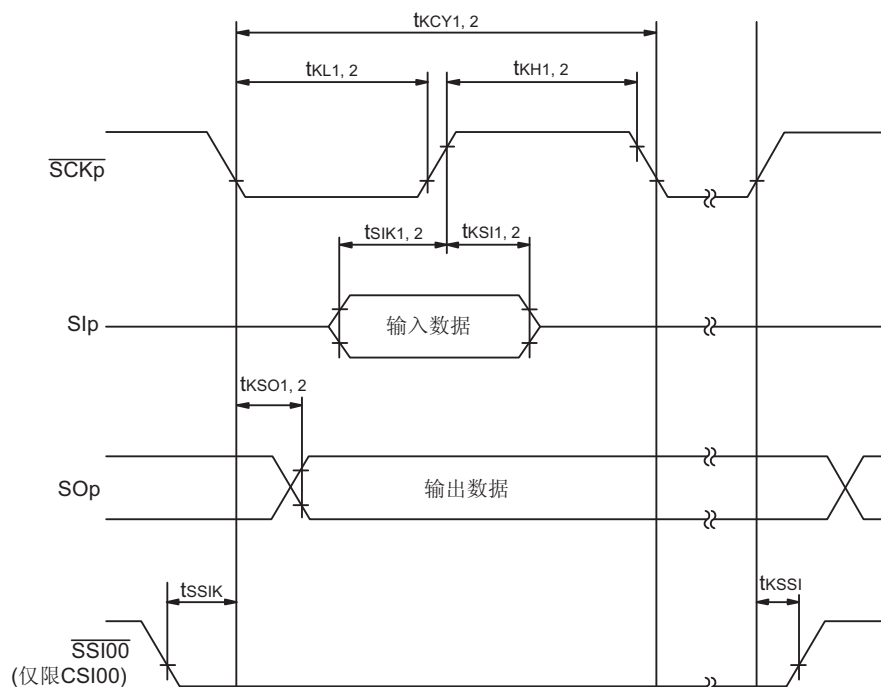 tKCY1, 2
tKL1, 2
tKH1, 2
SCKp
tSIK1, 2
tKSI1, 2
SIp
输入数据
tKSO1, 2
SOp
输出数据
tSSIK
tKSSI
SSI00
(仅限CSI00)